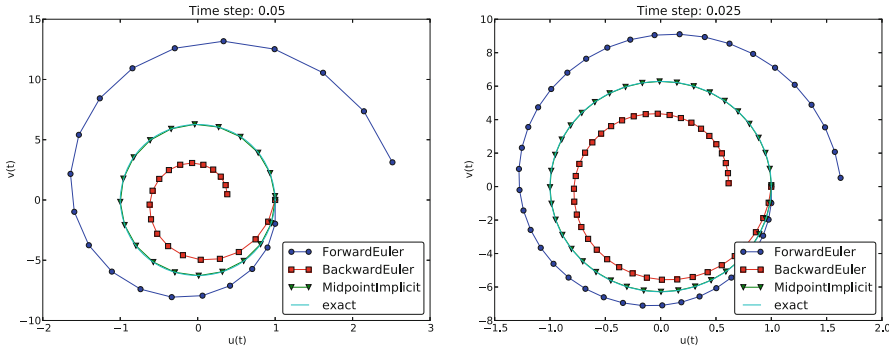 Time step: 0.05
15
10
5
0
−5
−10
−2
−1
0
1
2
3
v(t)
u(t)
ForwardEuler
BackwardEuler
MidpointImplicit
exact
Time step: 0.025
10
8
6
4
2
0
−2
−4
−6
−8
−1.5
−1.0
−0.5
0.0
0.5
1.0
1.5
2.0
v(t)
u(t)
ForwardEuler
BackwardEuler
MidpointImplicit
exact